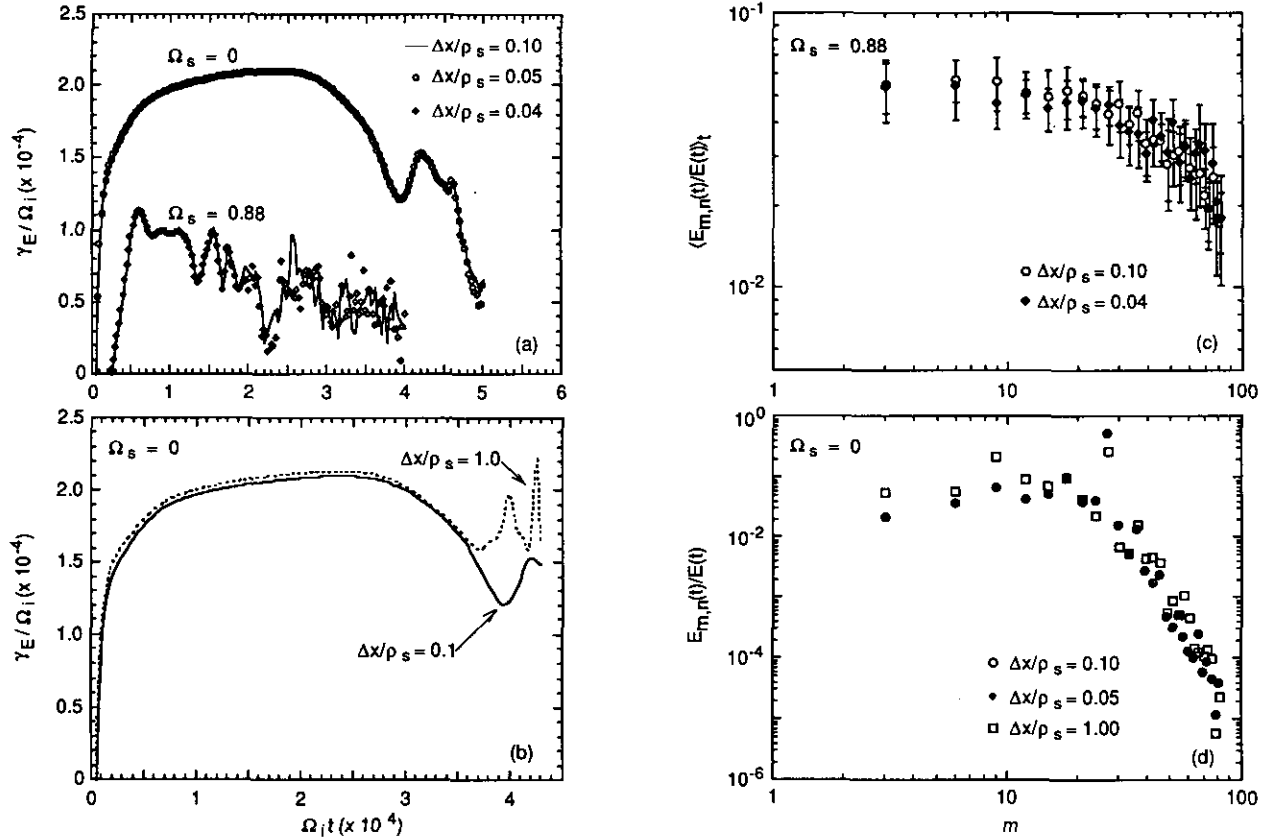 2.5
2.0
1.5
1.0
0.5
0
γE / Ωi (x 10⁻⁴)
Ωs = 0
Δx/ρs = 0.10
Δx/ρs = 0.05
Δx/ρs = 0.04
Ωs = 0.88
(a)
0 1 2 3 4 5 6
2.5
2.0
1.5
1.0
0.5
0
γE / Ωi (x 10⁻⁴)
Ωs = 0
Δx/ρs = 1.0
Δx/ρs = 0.1
(b)
0 1 2 3 4
Ωi t (x 10⁴)
10⁻¹
10⁻²
⟨Em,n(t)/E(t)⟩t
Ωs = 0.88
Δx/ρs = 0.10
Δx/ρs = 0.04
(c)
1 10 100
10⁰
10⁻²
10⁻⁴
10⁻⁶
Em,n(t)/E(t)
Ωs = 0
Δx/ρs = 0.10
Δx/ρs = 0.05
Δx/ρs = 1.00
(d)
1 10 100
m